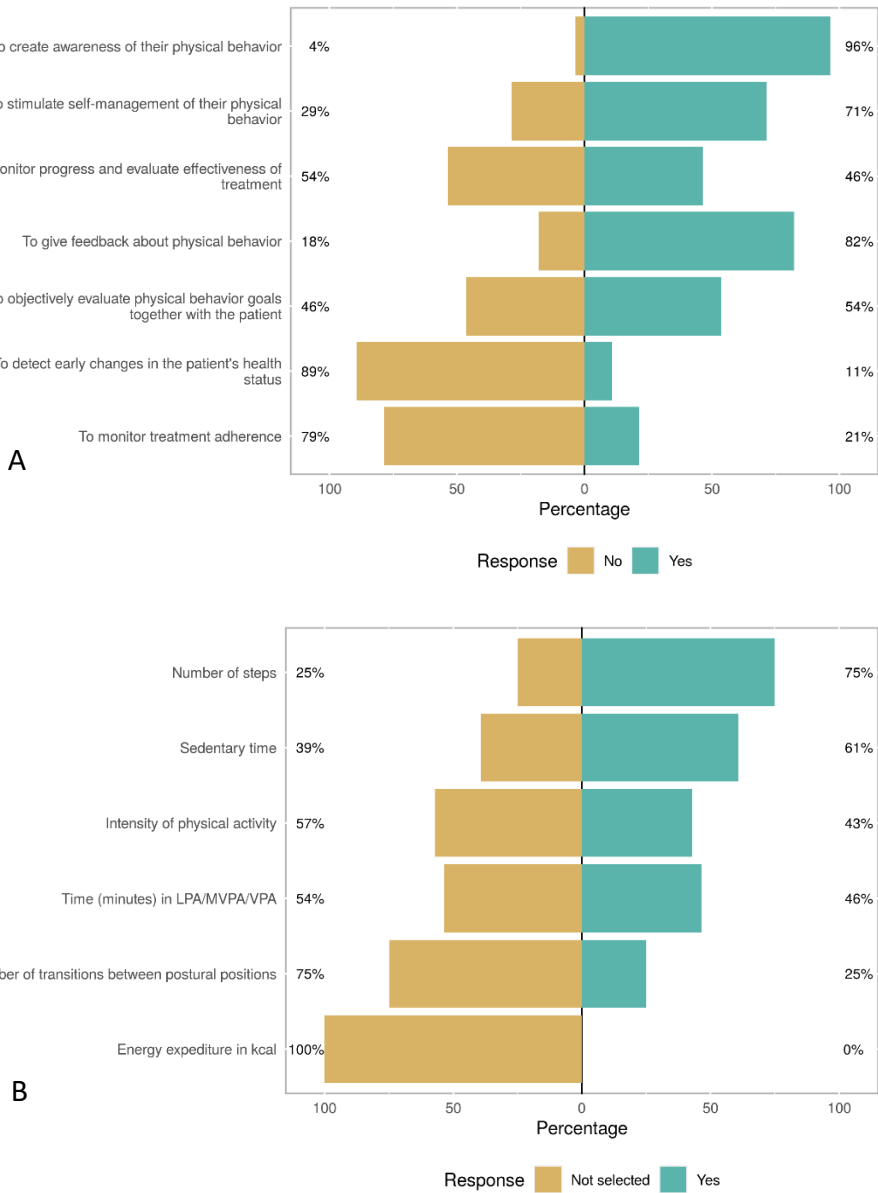 create awareness of their physical behavior 4% 96%
stimulate self-management of their physical
behavior 29% 71%
progress and evaluate effectiveness of
treatment 54% 46%
To give feedback about physical behavior 18% 82%
objectively evaluate physical behavior goals
together with the patient 46% 54%
To detect early changes in the patient's health
status 89% 11%
To monitor treatment adherence 79% 21%
A
100 50 0 50 100
Percentage
Response No Yes
Number of steps 25% 75%
Sedentary time 39% 61%
Intensity of physical activity 57% 43%
Time (minutes) in LPA/MVPA/VPA 54% 46%
of transitions between postural positions 75% 25%
Energy expediture in kcal 100% 0%
B
100 50 0 50 100
Percentage
Response Not selected Yes